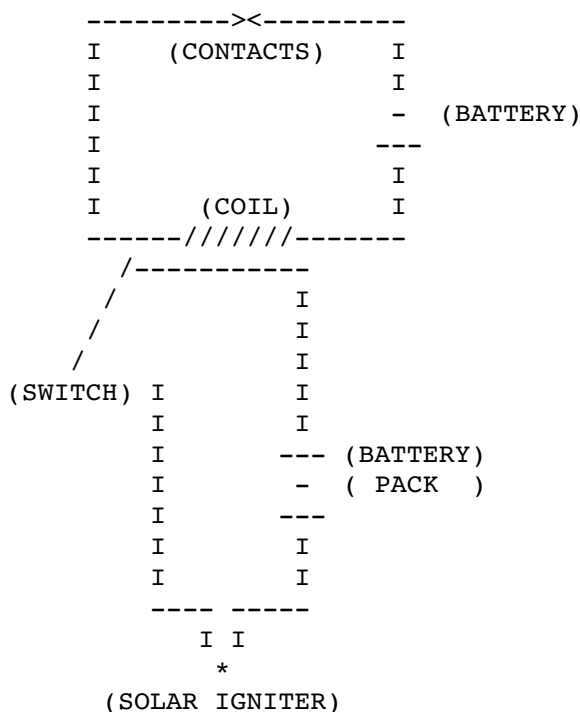 ---------><---------
I (CONTACTS) I
I I
I - (BATTERY)
I ---
I I
I (COIL) I
------///////-------
/-----------
/ I
/ I
/ I
(SWITCH) I I
I I
I --- (BATTERY)
I - ( PACK )
I ---
I I
I I
---- -----
I I
*
(SOLAR IGNITER)